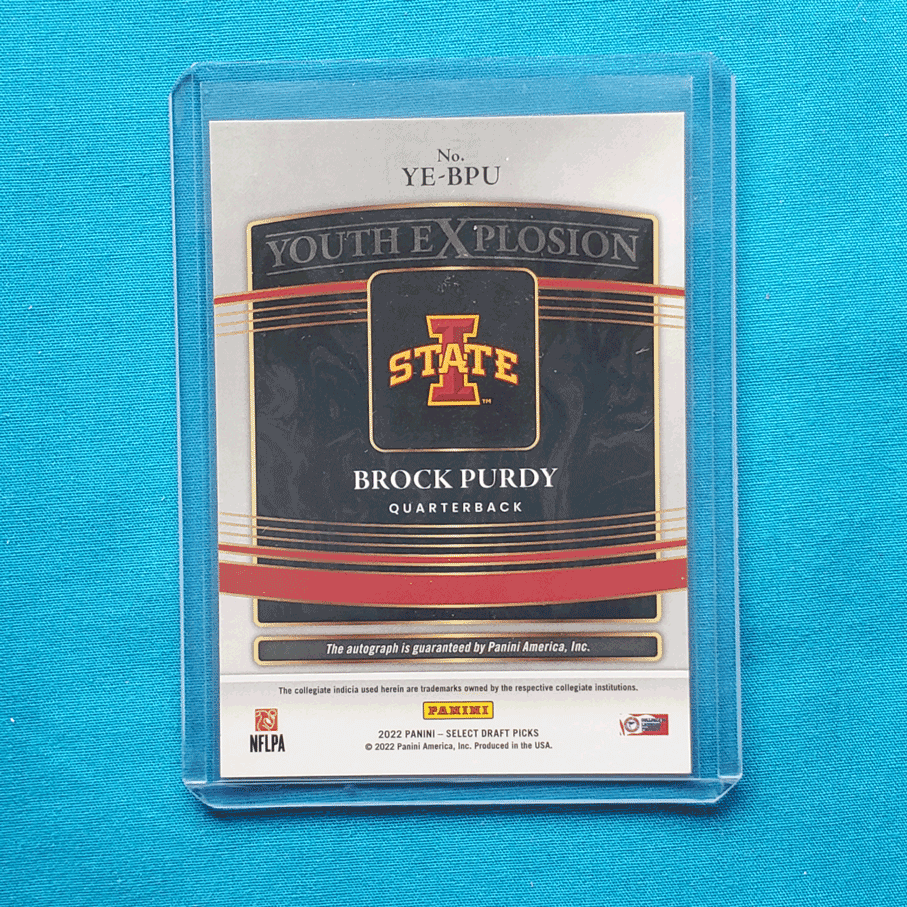 No.
YE-BPU
YOUTH EXPLOSION
I
STATE
TM
BROCK PURDY
QUARTERBACK
The autograph is guaranteed by Panini America, Inc.
The collegiate indicia used herein are trademarks owned by the respective collegiate institutions.
PANINI
NFLPA
2022 PANINI – SELECT DRAFT PICKS
© 2022 Panini America, Inc. Produced in the USA.